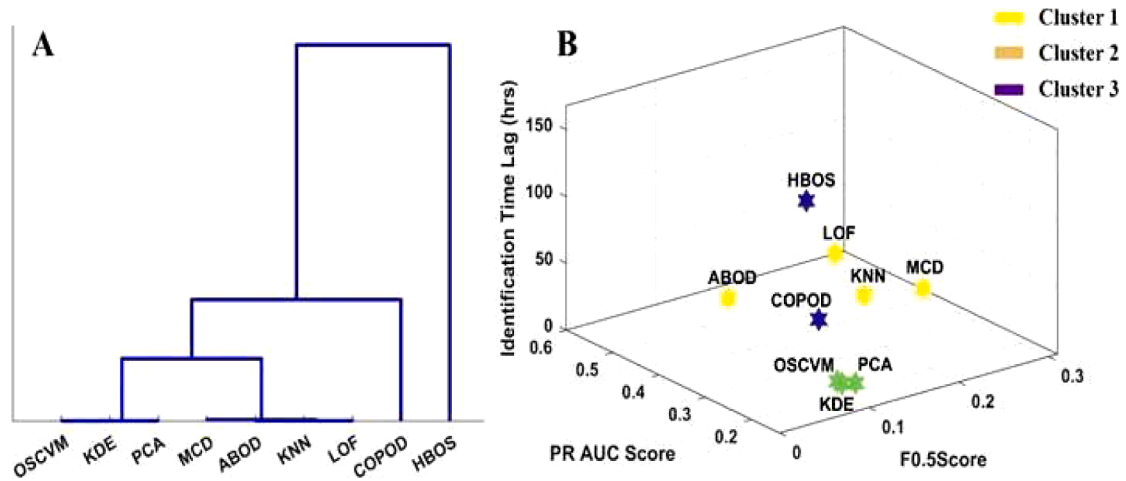 A
OSCVM KDE PCA MCD ABOD KNN LOF COPOD HBOS
B
Cluster 1
Cluster 2
Cluster 3
Identification Time Lag (hrs)
150
100
50
0
HBOS
LOF
ABOD
KNN
MCD
COPOD
OSCVM
PCA
KDE
0.6
0.5
0.4
0.3
0.2
PR AUC Score
0
0.1
0.2
0.3
F0.5Score